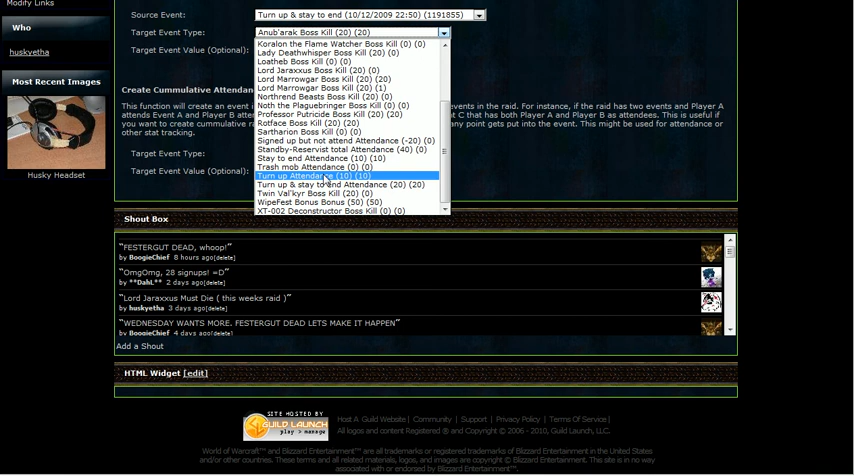 Modify Links
Who
huskyetha
Most Recent Images
Husky Headset
Source Event: Turn up & stay to end (10/12/2009 22:50) (1191855)
Target Event Type: Anub'arak Boss Kill (20) (20)
Target Event Value (Optional):
Koralon the Flame Watcher Boss Kill (0) (0)
Lady Deathwhisper Boss Kill (20) (20)
Loatheb Boss Kill (0) (0)
Lord Jaraxxus Boss Kill (20) (0)
Lord Marrowgar Boss Kill (20) (20)
Lord Marrowgar Boss Kill (20) (1)
Northrend Beasts Boss Kill (20) (0)
Noth the Plaguebringer Boss Kill (0) (0)
Professor Putricide Boss Kill (20) (20)
Rotface Boss Kill (20) (20)
Sartharion Boss Kill (0) (0)
Signed up but not attend Attendance (-20) (0)
Standby-Reservist total Attendance (40) (0)
Stay to end Attendance (10) (10)
Trash mob Attendance (0) (0)
Turn up Attendance (10) (10)
Turn up & stay to end Attendance (20) (20)
Twin Val'kyr Boss Kill (20) (0)
WipeFest Bonus Bonus (50) (50)
XT-002 Deconstructor Boss Kill (0) (0)
Create Cummulative Attendan
This function will create an event i
vents in the raid. For instance, if the raid has two events and Player A
attends Event A and Player B atte
t C that has both Player A and Player B as attendees. This is useful if
you want to create cummulative r
any point gets put into the event. This might be used for attendance or
other stat tracking.
Target Event Type:
Target Event Value (Optional):
Shout Box
“FESTERGUT DEAD, whoop!”
by BoogieChief 8 hours ago[delete]
“OmgOmg, 28 signups! =D”
by **DahL** 2 days ago[delete]
“Lord Jaraxxus Must Die ( this weeks raid )”
by huskyetha 3 days ago[delete]
“WEDNESDAY WANTS MORE. FESTERGUT DEAD LETS MAKE IT HAPPEN”
by BoogieChief 4 days ago[delete]
Add a Shout
HTML Widget [edit]
SITE HOSTED BY
GUILD LAUNCH
play > manage
Host A Guild Website | Community | Support | Privacy Policy | Terms Of Service |
All logos and content Registered ® and Copyright © 2006 - 2010, Guild Launch, LLC.
World of Warcraft™ and Blizzard Entertainment™ are all trademarks or registered trademarks of Blizzard Entertainment in the United States
and/or other countries. These terms and all related materials, logos, and images are copyright © Blizzard Entertainment. This site is in no way
associated with or endorsed by Blizzard Entertainment™.